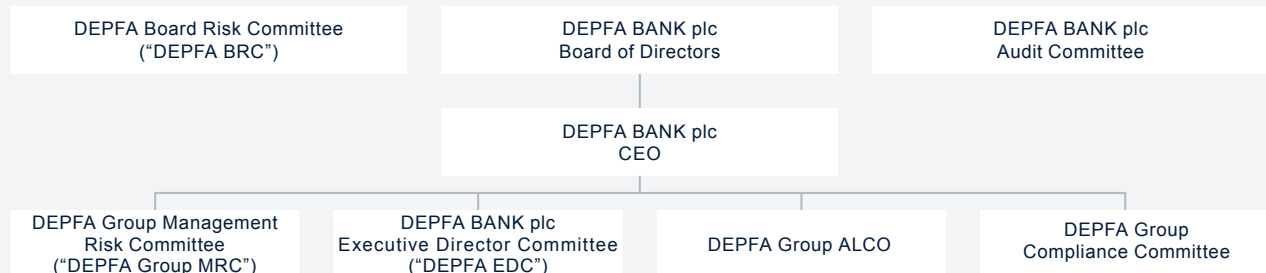 DEPFA Board Risk Committee
(“DEPFA BRC”)
DEPFA BANK plc
Board of Directors
DEPFA BANK plc
Audit Committee
DEPFA BANK plc
CEO
DEPFA Group Management
Risk Committee
(“DEPFA Group MRC”)
DEPFA BANK plc
Executive Director Committee
(“DEPFA EDC”)
DEPFA Group ALCO
DEPFA Group
Compliance Committee